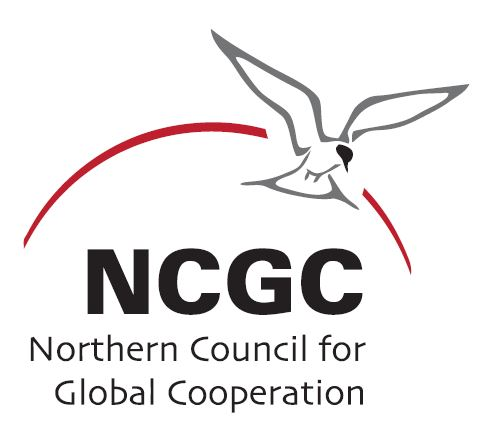 NCGC
Northern Council for
Global Cooperation